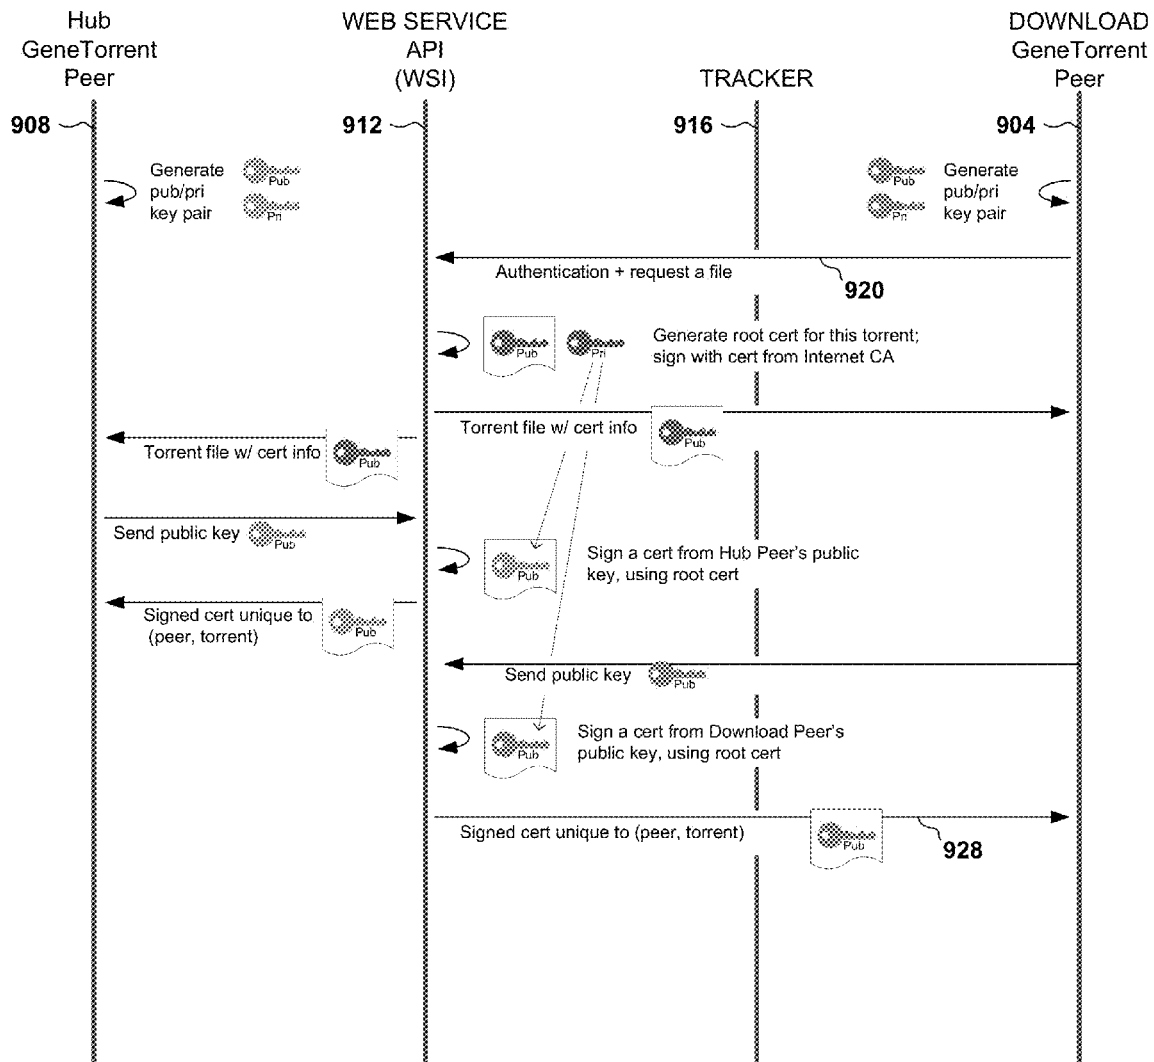 Hub
GeneTorrent
Peer
WEB SERVICE
API
(WSI)
TRACKER
DOWNLOAD
GeneTorrent
Peer
908
912
916
904
Generate
pub/pri
key pair
Pub
Pri
Pub
Pri
Generate
pub/pri
key pair
Authentication + request a file
920
Pub
Pri
Generate root cert for this torrent;
sign with cert from Internet CA
Torrent file w/ cert info
Pub
Torrent file w/ cert info
Pub
Send public key
Pub
Pub
Sign a cert from Hub Peer's public
key, using root cert
Signed cert unique to
(peer, torrent)
Pub
Send public key
Pub
Pub
Sign a cert from Download Peer's
public key, using root cert
Signed cert unique to (peer, torrent)
Pub
928